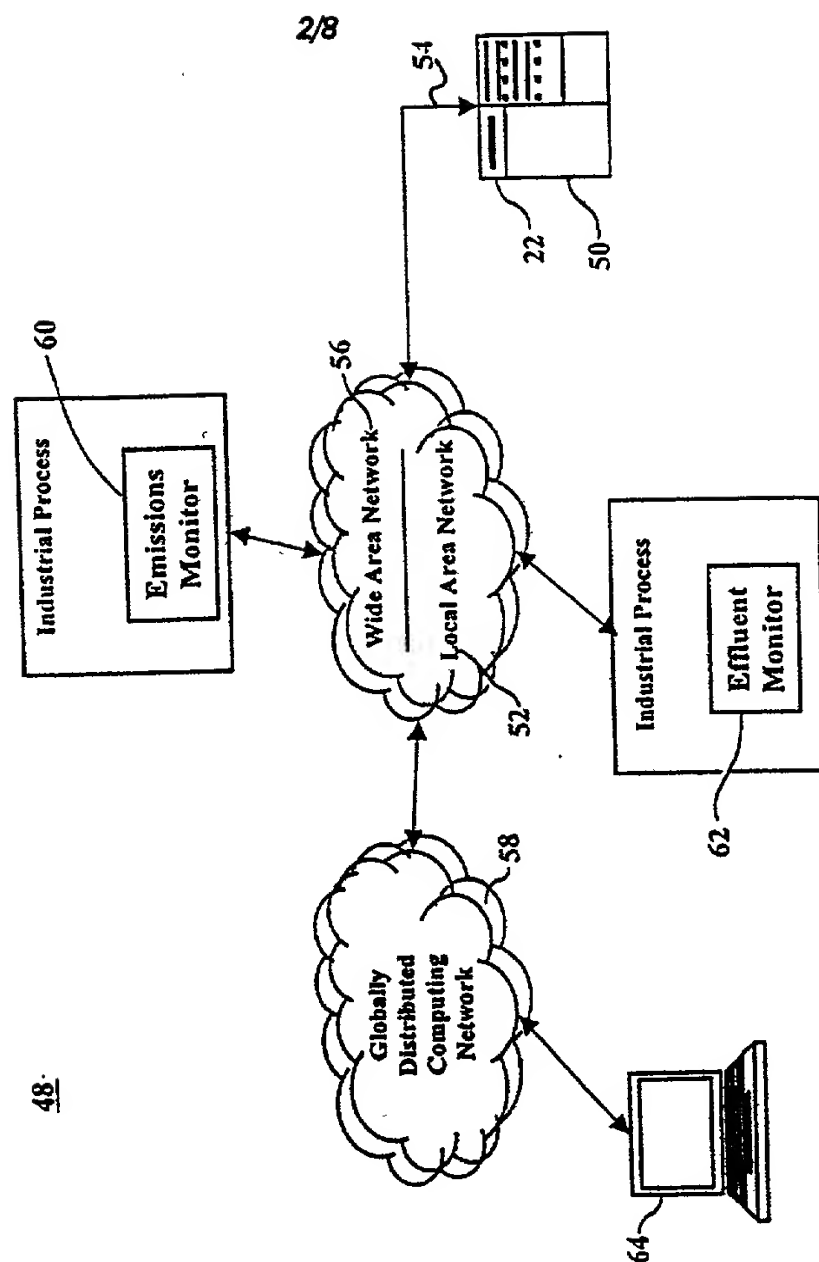 2/8
48
Industrial Process
Emissions
Monitor
60
Wide Area Network
56
Local Area Network
52
54
22
50
Globally
Distributed
Computing
Network
58
Industrial Process
Effluent
Monitor
62
64